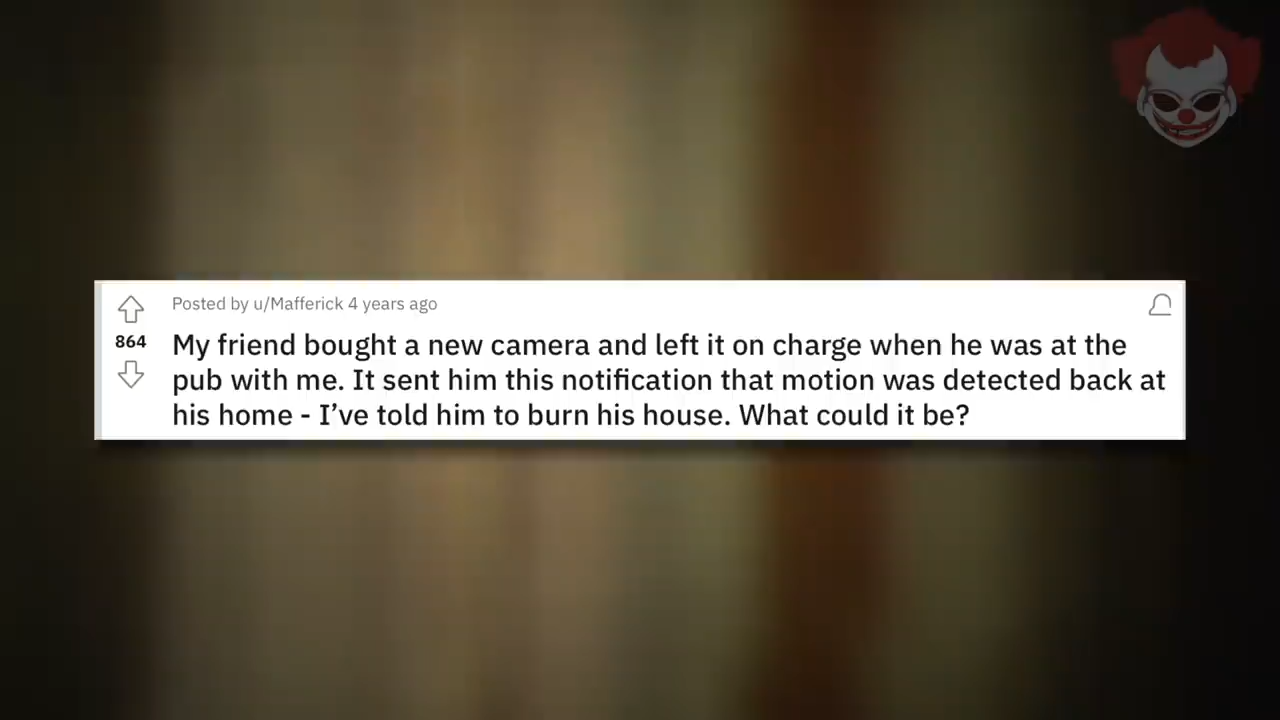 Posted by u/Mafferick 4 years ago
864
My friend bought a new camera and left it on charge when he was at the
pub with me. It sent him this notification that motion was detected back at
his home - I’ve told him to burn his house. What could it be?